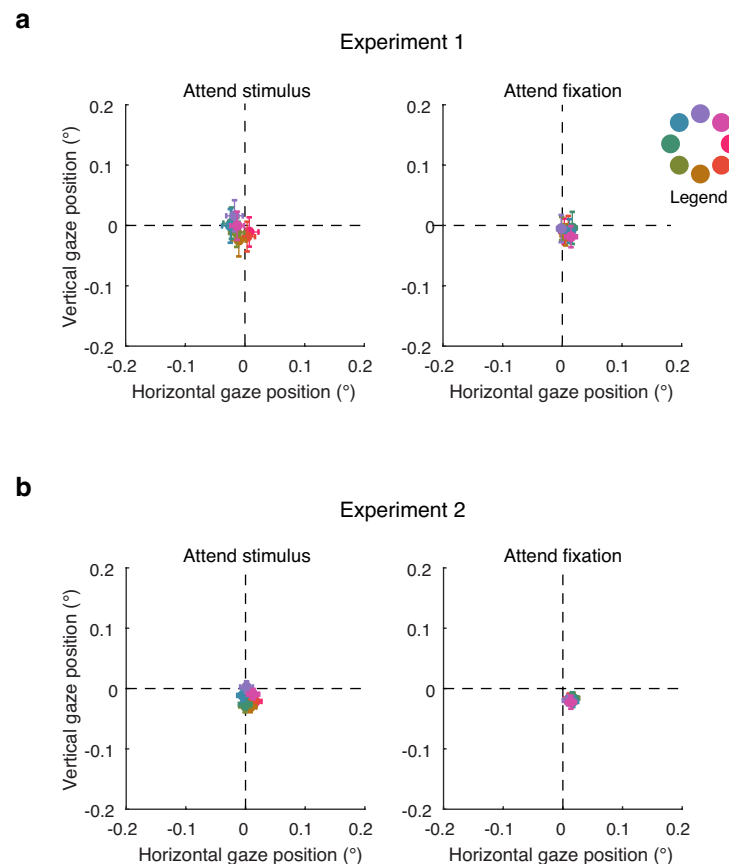 a
Experiment 1
Attend stimulus
Attend fixation
0.2
0.1
0
-0.1
-0.2
Vertical gaze position (°)
-0.2 -0.1 0 0.1 0.2
Horizontal gaze position (°)
0.2
0.1
0
-0.1
-0.2
-0.2 -0.1 0 0.1 0.2
Horizontal gaze position (°)
Legend
b
Experiment 2
Attend stimulus
Attend fixation
0.2
0.1
0
-0.1
-0.2
Vertical gaze position (°)
-0.2 -0.1 0 0.1 0.2
Horizontal gaze position (°)
0.2
0.1
0
-0.1
-0.2
-0.2 -0.1 0 0.1 0.2
Horizontal gaze position (°)